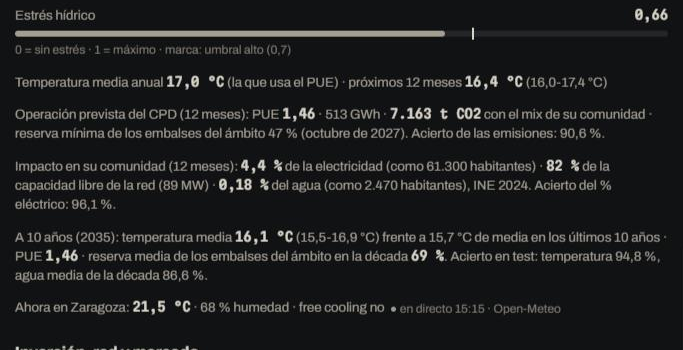 Estrés hídrico 0,66
0 = sin estrés · 1 = máximo · marca: umbral alto (0,7)
Temperatura media anual 17,0 °C (la que usa el PUE) · próximos 12 meses 16,4 °C (16,0-17,4 °C)
Operación prevista del CPD (12 meses): PUE 1,46 · 513 GWh · 7.163 t CO2 con el mix de su comunidad ·
reserva mínima de los embalses del ámbito 47 % (octubre de 2027). Acierto de las emisiones: 90,6 %.
Impacto en su comunidad (12 meses): 4,4 % de la electricidad (como 61.300 habitantes) · 82 % de la
capacidad libre de la red (89 MW) · 0,18 % del agua (como 2.470 habitantes), INE 2024. Acierto del %
eléctrico: 96,1 %.
A 10 años (2035): temperatura media 16,1 °C (15,5-16,9 °C) frente a 15,7 °C de media en los últimos 10 años ·
PUE 1,46 · reserva media de los embalses del ámbito en la década 69 %. Acierto en test: temperatura 94,8 %,
agua media de la década 86,6 %.
Ahora en Zaragoza: 21,5 °C · 68 % humedad · free cooling no ● en directo 15:15 · Open-Meteo